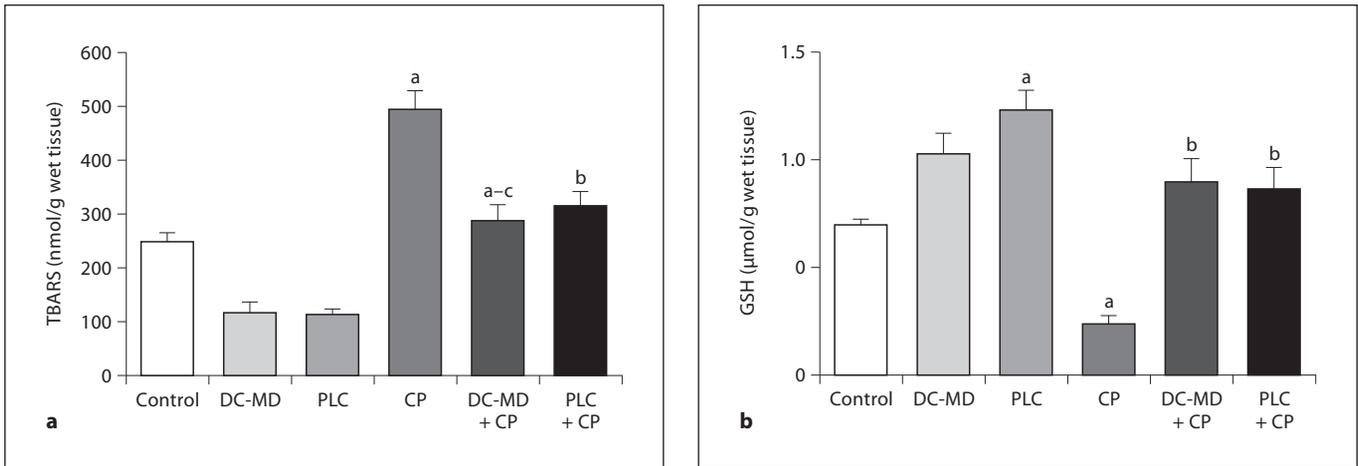 600
500
400
300
200
100
0
TBARS (nmol/g wet tissue)
a
a–c
b
Control DC-MD PLC CP DC-MD PLC
+ CP + CP
a
1.5
1.0
0
0
GSH (µmol/g wet tissue)
a
a
b
b
Control DC-MD PLC CP DC-MD PLC
+ CP + CP
b